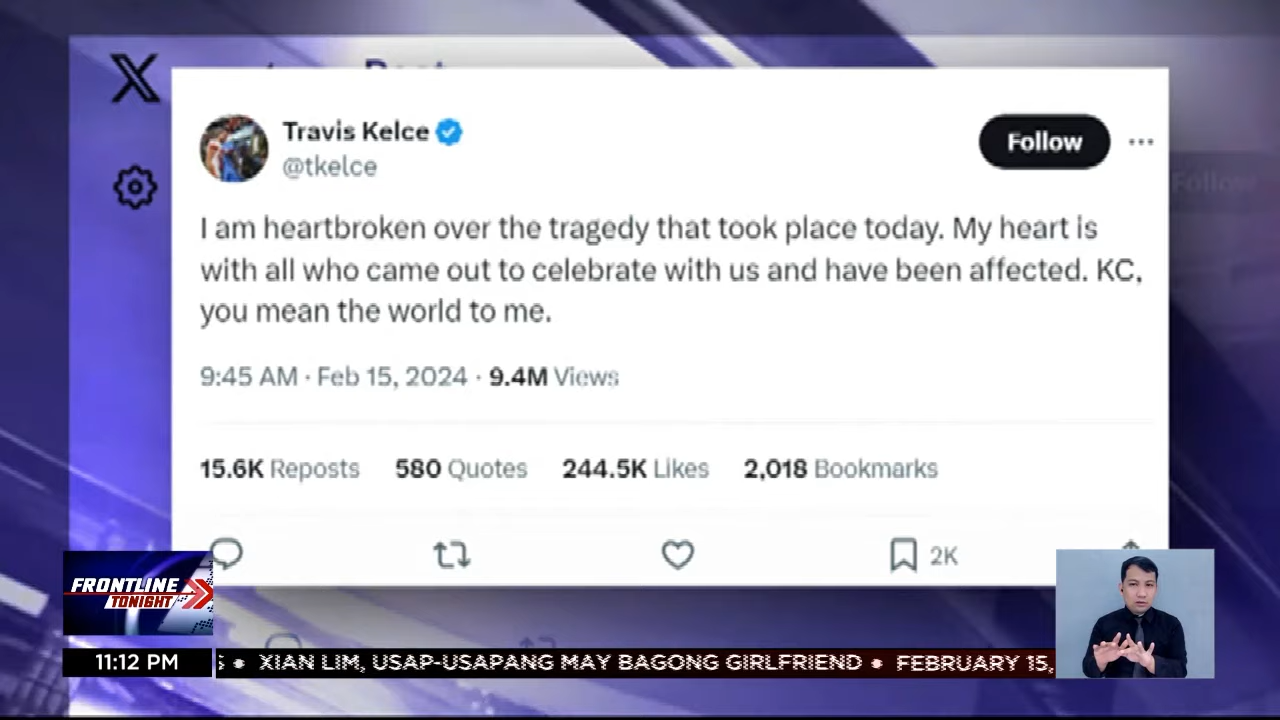 Travis Kelce
@tkelce
Follow
I am heartbroken over the tragedy that took place today. My heart is
with all who came out to celebrate with us and have been affected. KC,
you mean the world to me.
9:45 AM · Feb 15, 2024 · 9.4M Views
15.6K Reposts 580 Quotes 244.5K Likes 2,018 Bookmarks
2K
Follow
FRONTLINE
TONIGHT
11:12 PM
XIAN LIM, USAP-USAPANG MAY BAGONG GIRLFRIEND • FEBRUARY 15,